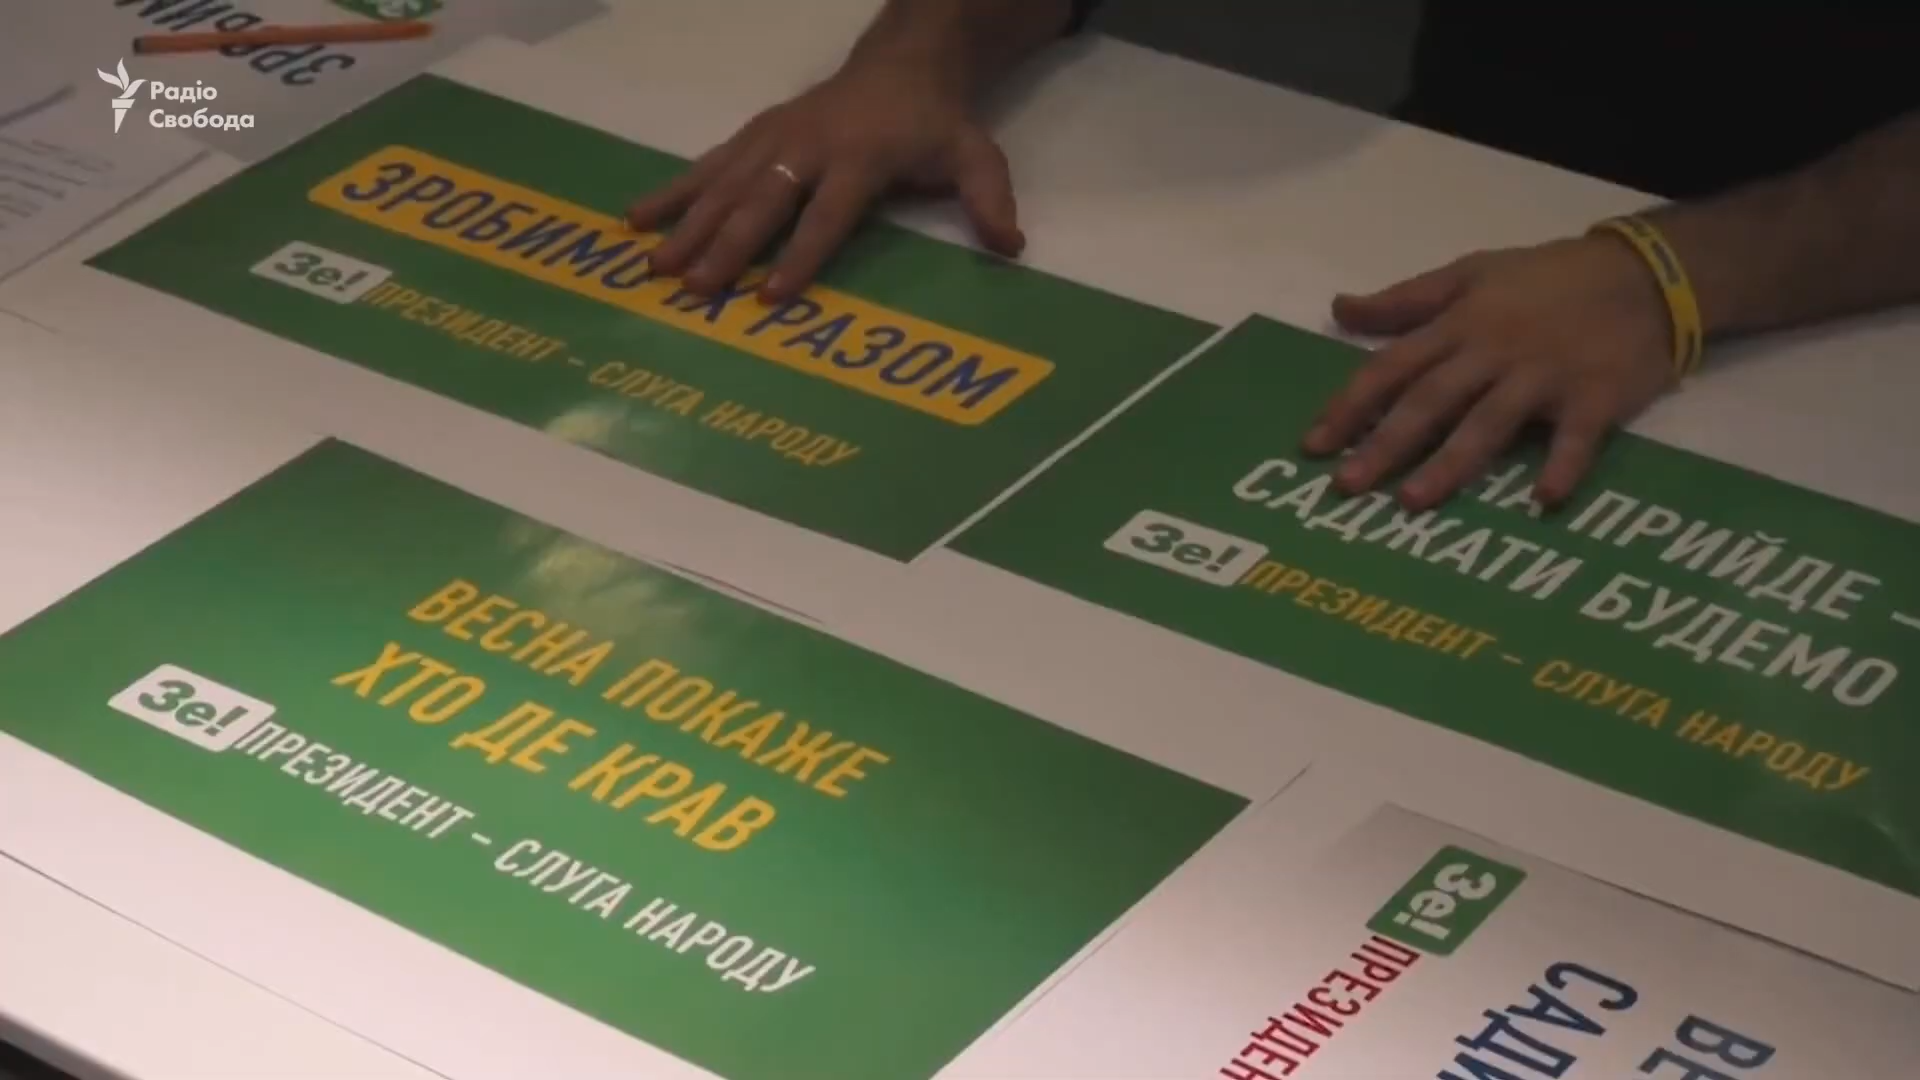 Радіо
Свобода
ЗРОБИМО ЇХ РАЗОМ
Зе! ПРЕЗИДЕНТ – СЛУГА НАРОДУ
НА ПРИЙДЕ –
САДЖАТИ БУДЕМО
Зе! ПРЕЗИДЕНТ – СЛУГА НАРОДУ
ВЕСНА ПОКАЖЕ
ХТО ДЕ КРАВ
Зе! ПРЕЗИДЕНТ – СЛУГА НАРОДУ
Зе!